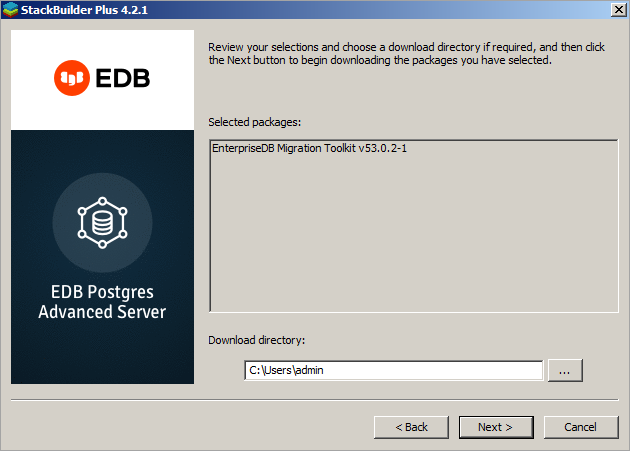 StackBuilder Plus 4.2.1
EDB
EDB Postgres
Advanced Server
Review your selections and choose a download directory if required, and then click
the Next button to begin downloading the packages you have selected.
Selected packages:
EnterpriseDB Migration Toolkit v53.0.2-1
Download directory:
C:\Users\admin
...
< Back
Next >
Cancel